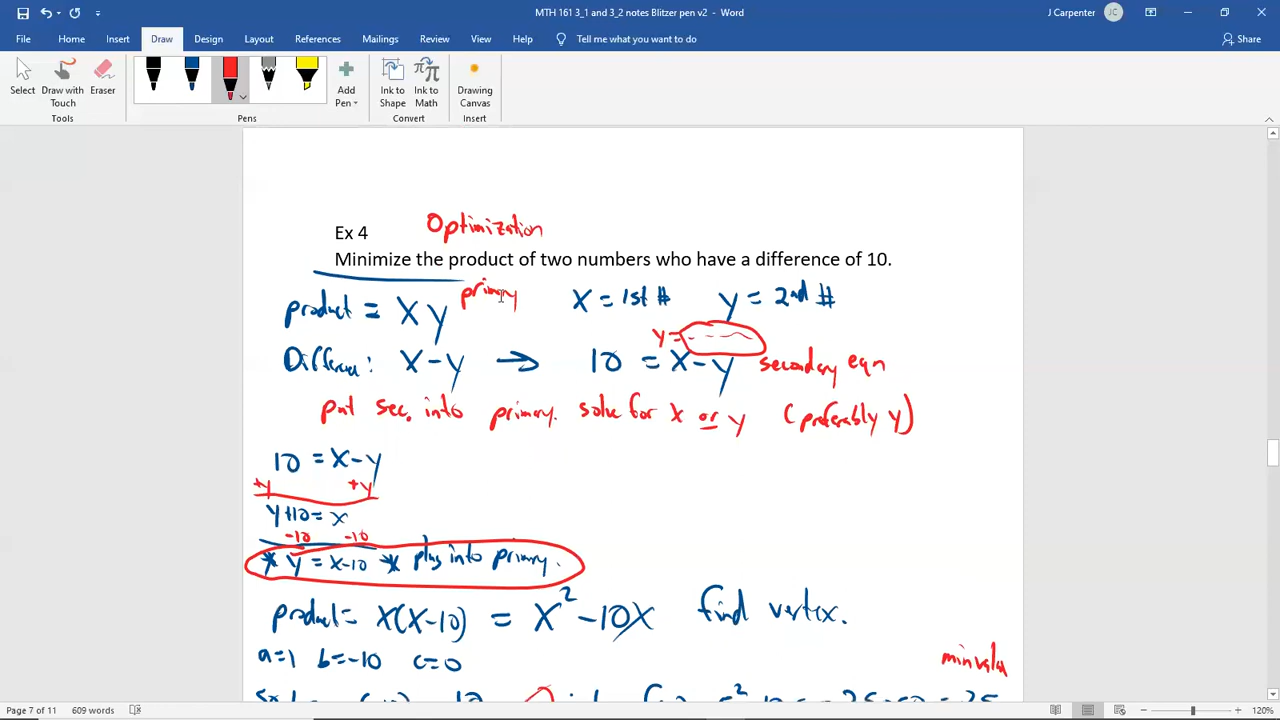 MTH 161 3_1 and 3_2 notes Blitzer pen v2 - Word
J Carpenter JC
File Home Insert Draw Design Layout References Mailings Review View Help Tell me what you want to do Share
Select Draw with Touch Eraser Add Pen Ink to Shape Ink to Math Drawing Canvas
Tools Pens Convert Insert
Optimization
Ex 4
Minimize the product of two numbers who have a difference of 10.
product = xy primary x = 1st # y = 2nd #
y = -----
x - y → 10 = x - y secondary eqn
put sec. into primary. solve for x or y (preferably y)
10 = x - y
+y +y
y+10 = x
-10 -10
* y = x-10 * plug into primary.
product = x(x-10) = x² - 10x find vertex.
a=1 b=-10 c=0
Page 7 of 11 609 words 120%